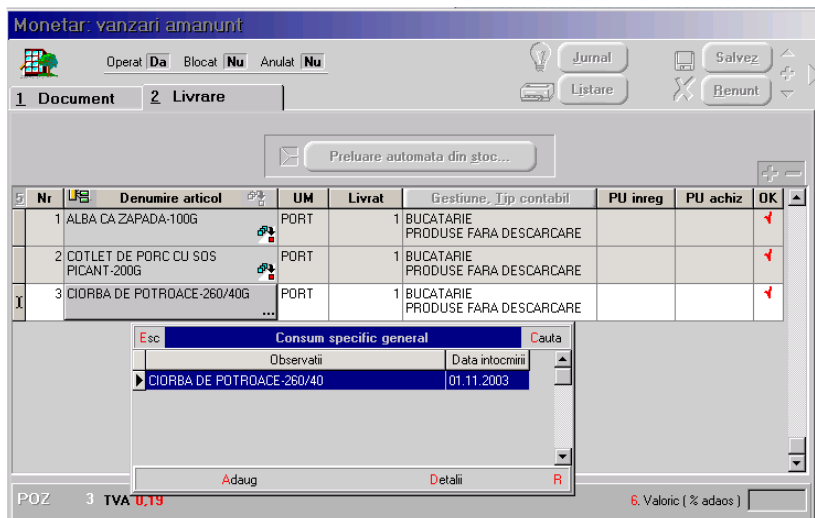 Monetar: vanzari amanunt
Operat Da Blocat Nu Anulat Nu
Jurnal
Salvez
Listare
Renunt
1 Document 2 Livrare
Preluare automata din stoc...
5 Nr Denumire articol UM Livrat Gestiune, Tip contabil PU inreg PU achiz OK
1 ALBA CA ZAPADA-100G PORT 1 BUCATARIE
PRODUSE FARA DESCARCARE
2 COTLET DE PORC CU SOS PORT 1 BUCATARIE
PICANT-200G PRODUSE FARA DESCARCARE
3 CIORBA DE POTROACE-260/40G PORT 1 BUCATARIE
... PRODUSE FARA DESCARCARE
Esc Consum specific general Cauta
Observatii Data intocmirii
CIORBA DE POTROACE-260/40 01.11.2003
Adaug Detalii R
POZ 3 TVA 0,19 6. Valoric ( % adaos )